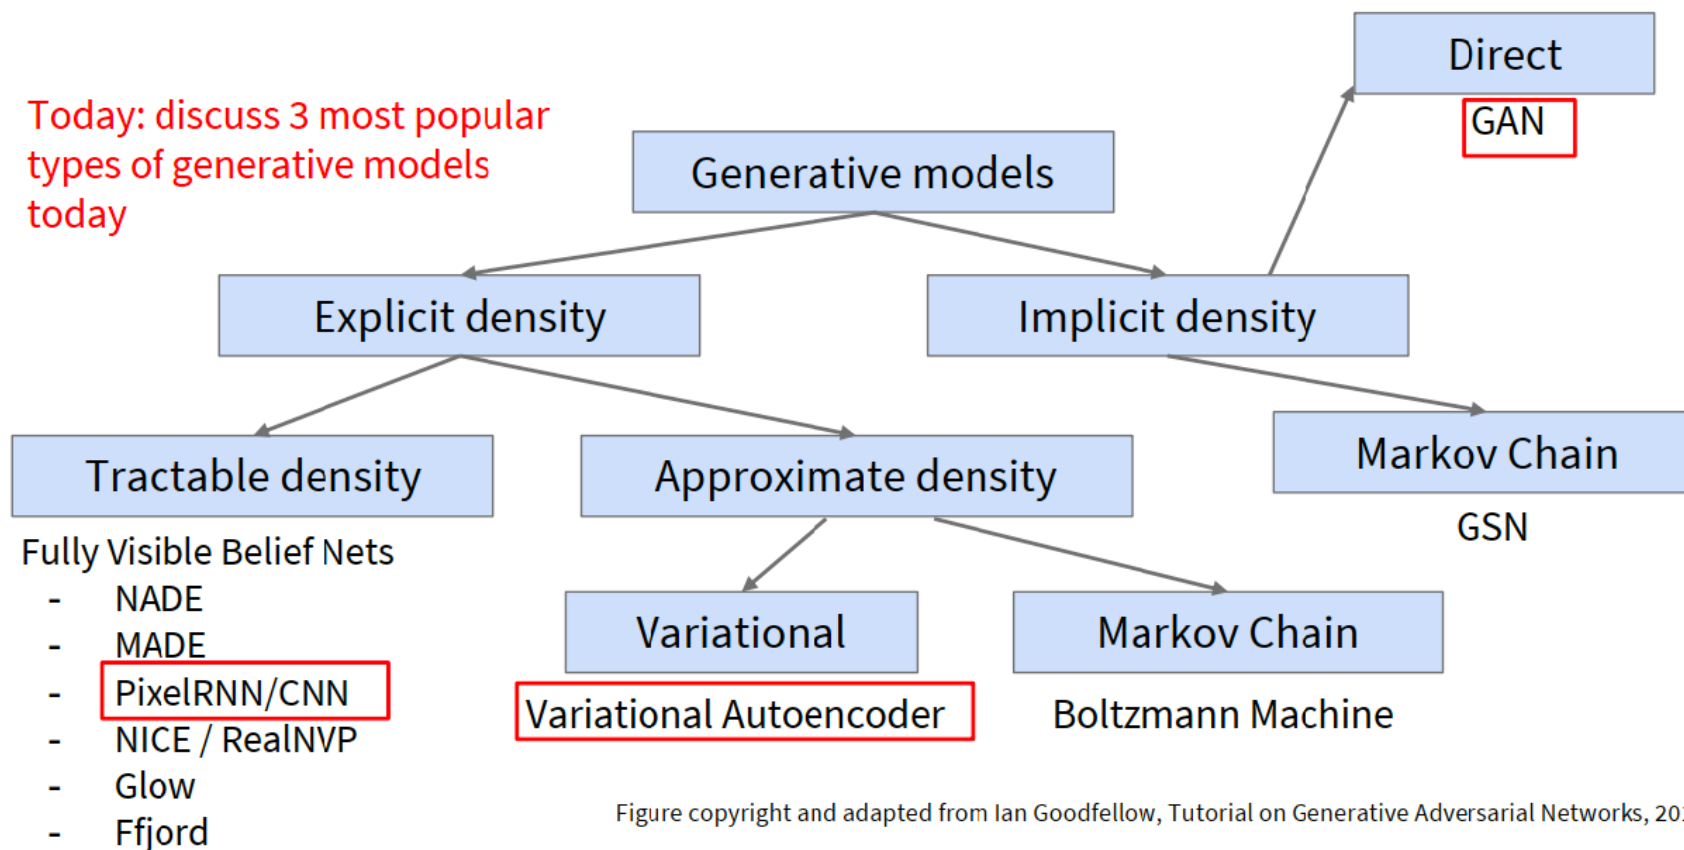 Direct
GAN
Today: discuss 3 most popular
types of generative models
today
Generative models
Explicit density
Implicit density
Tractable density
Approximate density
Markov Chain
GSN
Fully Visible Belief Nets
- NADE
- MADE
- PixelRNN/CNN
- NICE / RealNVP
- Glow
- Ffjord
Variational
Markov Chain
Variational Autoencoder
Boltzmann Machine
Figure copyright and adapted from Ian Goodfellow, Tutorial on Generative Adversarial Networks,